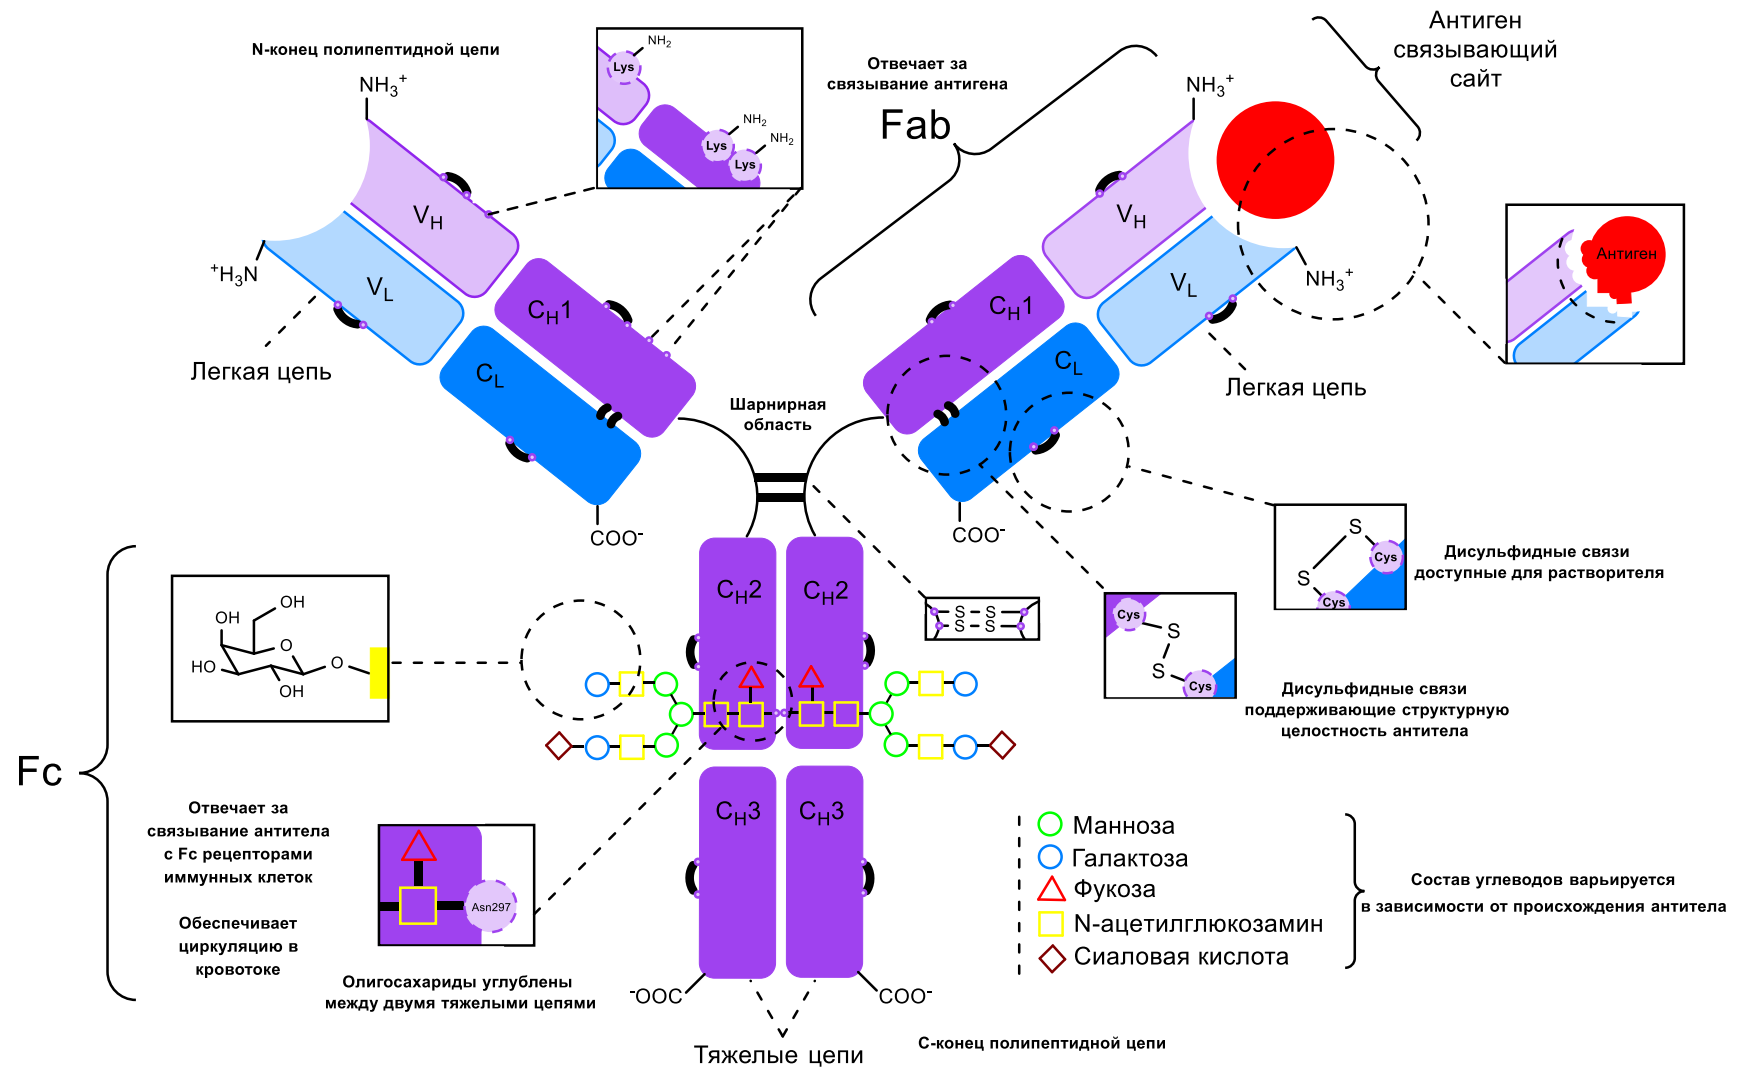 N-конец полипептидной цепи
NH3+
+H3N
VH
VL
CH1
CL
Легкая цепь
COO-
Lys
NH2
Lys
NH2
Lys
NH2
Отвечает за
связывание антигена
Fab
Антиген
связывающий
сайт
NH3+
NH3+
VH
VL
CH1
CL
Легкая цепь
COO-
Антиген
Шарнирная
область
S S
S S
Cys
S
S
Cys
Дисульфидные связи
доступные для растворителя
Cys
S
S
Cys
Дисульфидные связи
поддерживающие структурную
целостность антитела
Fc
OH
OH
O
HO
O
OH
CH2
CH2
CH3
CH3
Отвечает за
связывание антитела
с Fc рецепторами
иммунных клеток
Обеспечивает
циркуляцию в
кровотоке
Asn297
Олигосахариды углублены
между двумя тяжелыми цепями
-OOC
COO-
Тяжелые цепи
C-конец полипептидной цепи
Манноза
Галактоза
Фукоза
N-ацетилглюкозамин
Сиаловая кислота
Состав углеводов варьируется
в зависимости от происхождения антитела